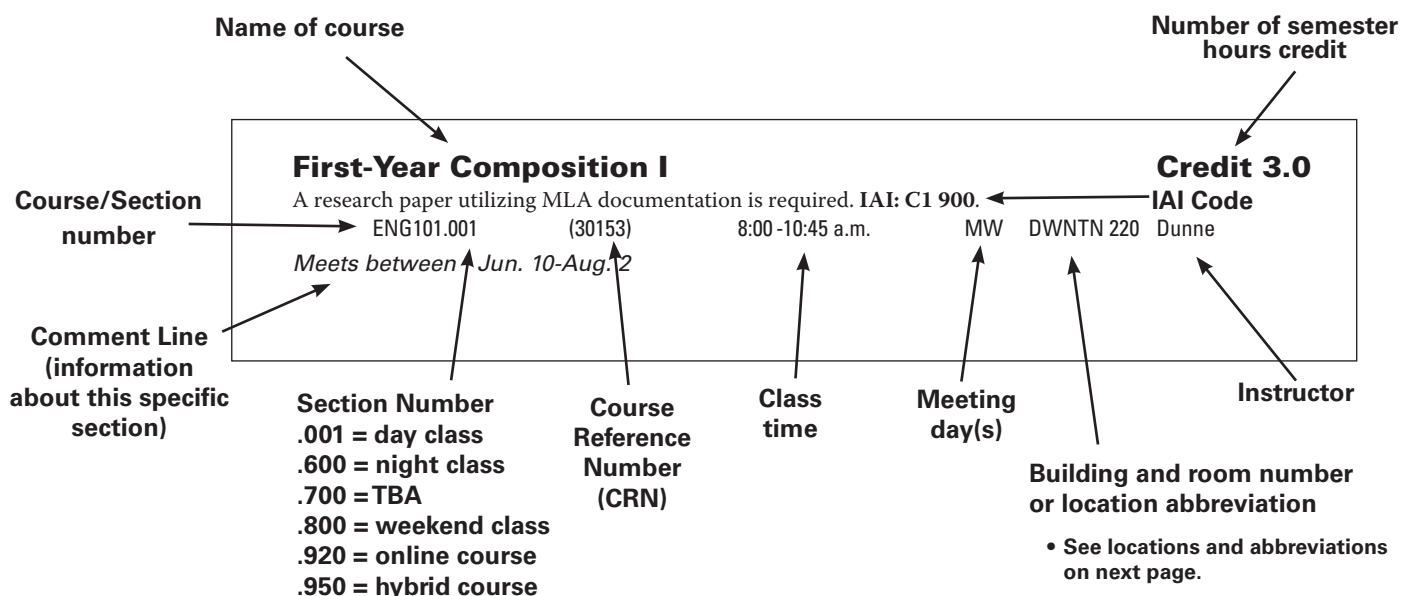 Name of course
Number of semester
hours credit
First-Year Composition I
Credit 3.0
A research paper utilizing MLA documentation is required. IAI: C1 900.
IAI Code
Course/Section
number
ENG101.001 (30153) 8:00 -10:45 a.m. MW DWNTN 220 Dunne
Meets between - Jun. 10-Aug. 2
Comment Line
(information
about this specific
section)
Section Number
.001 = day class
.600 = night class
.700 = TBA
.800 = weekend class
.920 = online course
.950 = hybrid course
Course
Reference
Number
(CRN)
Class
time
Meeting
day(s)
Instructor
Building and room number
or location abbreviation
• See locations and abbreviations
on next page.